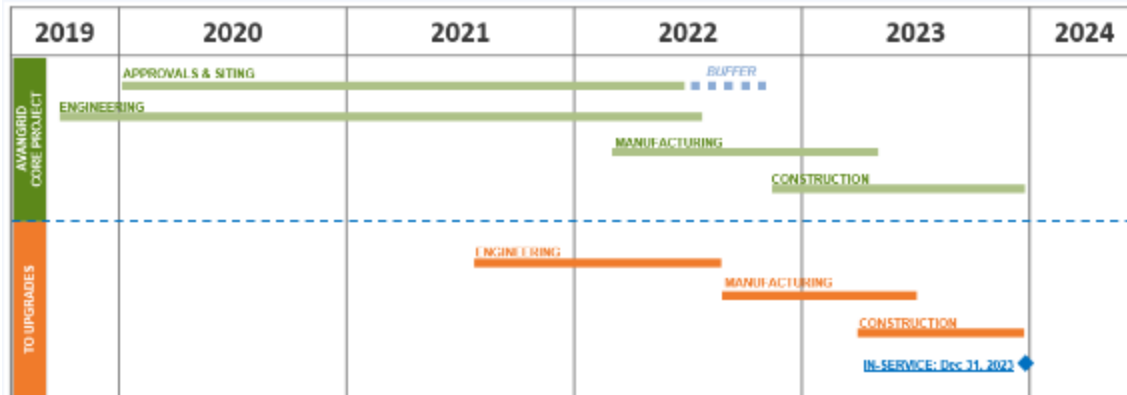 2019 2020 2021 2022 2023 2024
AVANGRID
CORE PROJECT
APPROVALS & SITING
BUFFER
ENGINEERING
MANUFACTURING
CONSTRUCTION
TO UPGRADES
ENGINEERING
MANUFACTURING
CONSTRUCTION
IN-SERVICE: Dec 31, 2023